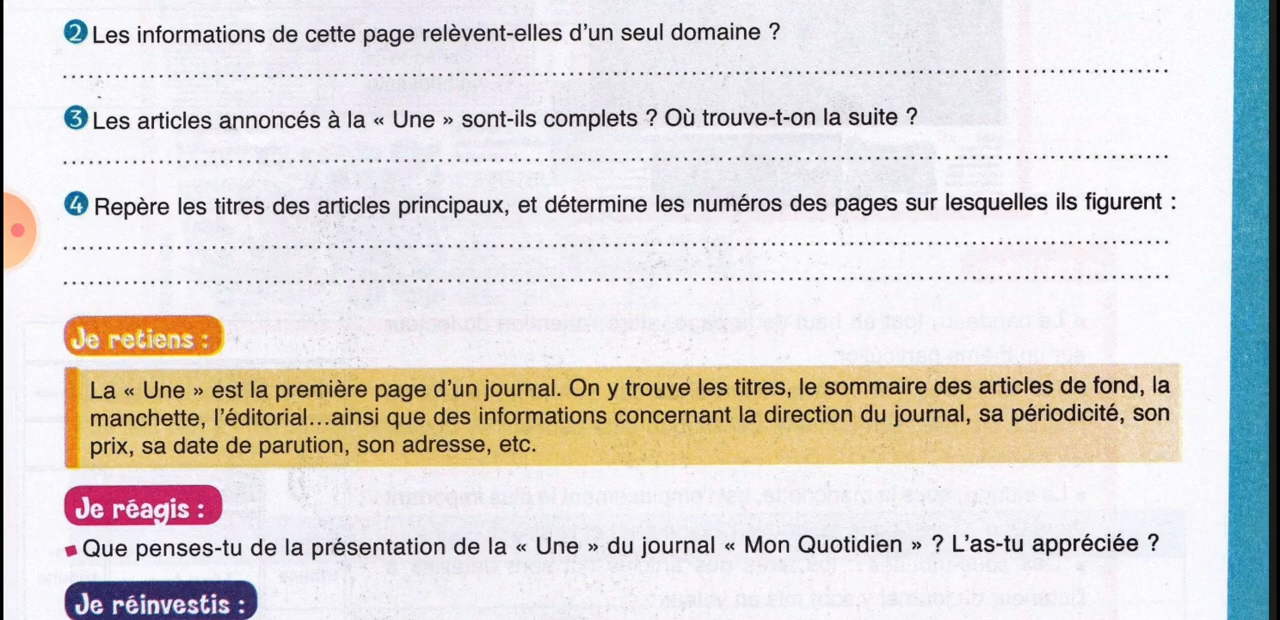 2 Les informations de cette page relèvent-elles d'un seul domaine ?
3 Les articles annoncés à la « Une » sont-ils complets ? Où trouve-t-on la suite ?
4 Repère les titres des articles principaux, et détermine les numéros des pages sur lesquelles ils figurent :
Je retiens :
La « Une » est la première page d'un journal. On y trouve les titres, le sommaire des articles de fond, la
manchette, l'éditorial...ainsi que des informations concernant la direction du journal, sa périodicité, son
prix, sa date de parution, son adresse, etc.
Je réagis :
Que penses-tu de la présentation de la « Une » du journal « Mon Quotidien » ? L'as-tu appréciée ?
Je réinvestis :